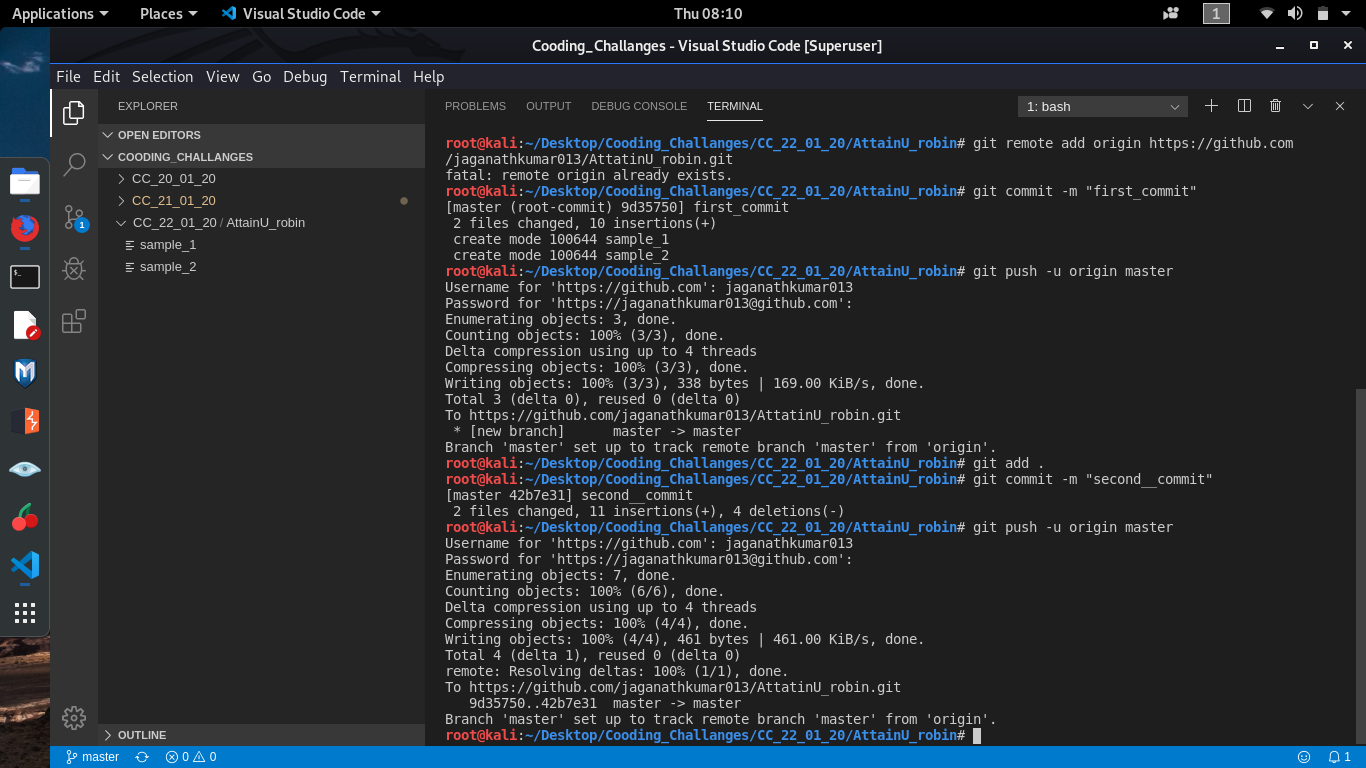 Applications Places Visual Studio Code Thu 08:10 1
Cooding_Challanges - Visual Studio Code [Superuser]
File Edit Selection View Go Debug Terminal Help
EXPLORER
OPEN EDITORS
COODING_CHALLANGES
CC_20_01_20
CC_21_01_20
CC_22_01_20 / AttainU_robin
sample_1
sample_2
1
OUTLINE
PROBLEMS OUTPUT DEBUG CONSOLE TERMINAL 1: bash
root@kali:~/Desktop/Cooding_Challanges/CC_22_01_20/AttainU_robin# git remote add origin https://github.com
/jaganathkumar013/AttatinU_robin.git
fatal: remote origin already exists.
root@kali:~/Desktop/Cooding_Challanges/CC_22_01_20/AttainU_robin# git commit -m "first_commit"
[master (root-commit) 9d35750] first_commit
 2 files changed, 10 insertions(+)
 create mode 100644 sample_1
 create mode 100644 sample_2
root@kali:~/Desktop/Cooding_Challanges/CC_22_01_20/AttainU_robin# git push -u origin master
Username for 'https://github.com': jaganathkumar013
Password for 'https://jaganathkumar013@github.com':
Enumerating objects: 3, done.
Counting objects: 100% (3/3), done.
Delta compression using up to 4 threads
Compressing objects: 100% (3/3), done.
Writing objects: 100% (3/3), 338 bytes | 169.00 KiB/s, done.
Total 3 (delta 0), reused 0 (delta 0)
To https://github.com/jaganathkumar013/AttatinU_robin.git
 * [new branch]      master -> master
Branch 'master' set up to track remote branch 'master' from 'origin'.
root@kali:~/Desktop/Cooding_Challanges/CC_22_01_20/AttainU_robin# git add .
root@kali:~/Desktop/Cooding_Challanges/CC_22_01_20/AttainU_robin# git commit -m "second__commit"
[master 42b7e31] second__commit
 2 files changed, 11 insertions(+), 4 deletions(-)
root@kali:~/Desktop/Cooding_Challanges/CC_22_01_20/AttainU_robin# git push -u origin master
Username for 'https://github.com': jaganathkumar013
Password for 'https://jaganathkumar013@github.com':
Enumerating objects: 7, done.
Counting objects: 100% (6/6), done.
Delta compression using up to 4 threads
Compressing objects: 100% (4/4), done.
Writing objects: 100% (4/4), 461 bytes | 461.00 KiB/s, done.
Total 4 (delta 1), reused 0 (delta 0)
remote: Resolving deltas: 100% (1/1), done.
To https://github.com/jaganathkumar013/AttatinU_robin.git
   9d35750..42b7e31  master -> master
Branch 'master' set up to track remote branch 'master' from 'origin'.
root@kali:~/Desktop/Cooding_Challanges/CC_22_01_20/AttainU_robin#
master 0 0 1